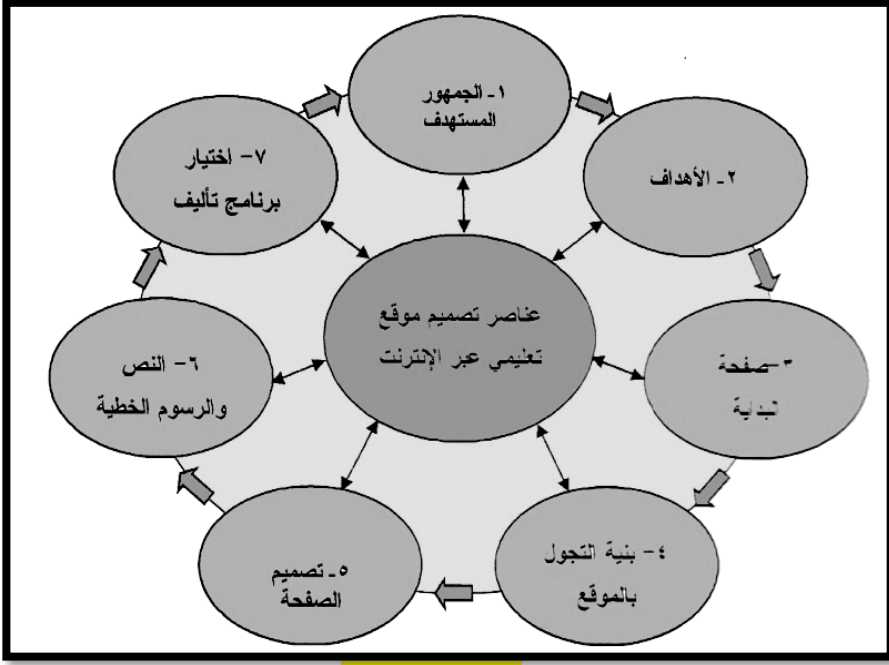 عناصر تصميم موقع
تعليمي عبر الإنترنت
١- الجمهور
المستهدف
٢- الأهداف
٣- صفحة
البداية
٤- بنية التجول
بالموقع
٥- تصميم
الصفحة
٦- النص
والرسوم الخطية
٧- اختيار
برنامج تأليف